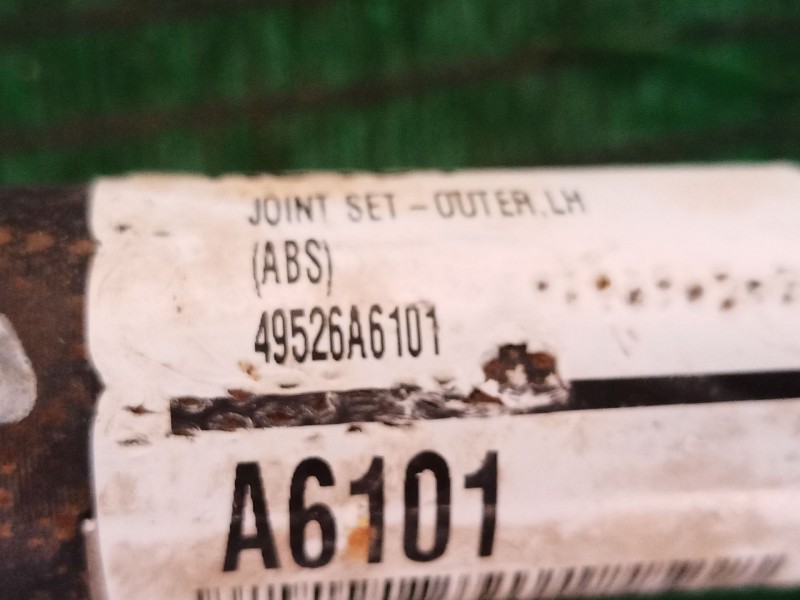 JOINT SET-OUTER,LH
(ABS)
49526A6101
A6101